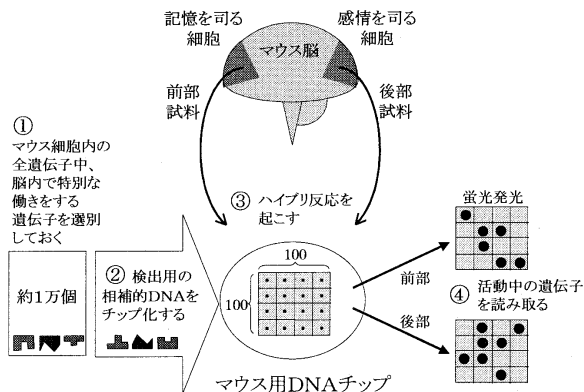 記憶を司る
細胞
感情を司る
細胞
マウス脳
前部
試料
後部
試料
①
マウス細胞内の
全遺伝子中、
脳内で特別な
働きをする
遺伝子を選別
しておく
約1万個
② 検出用の
相補的DNAを
チップ化する
③ ハイブリ反応を
起こす
100
100
マウス用DNAチップ
前部
後部
蛍光発光
④ 活動中の遺伝子
を読み取る